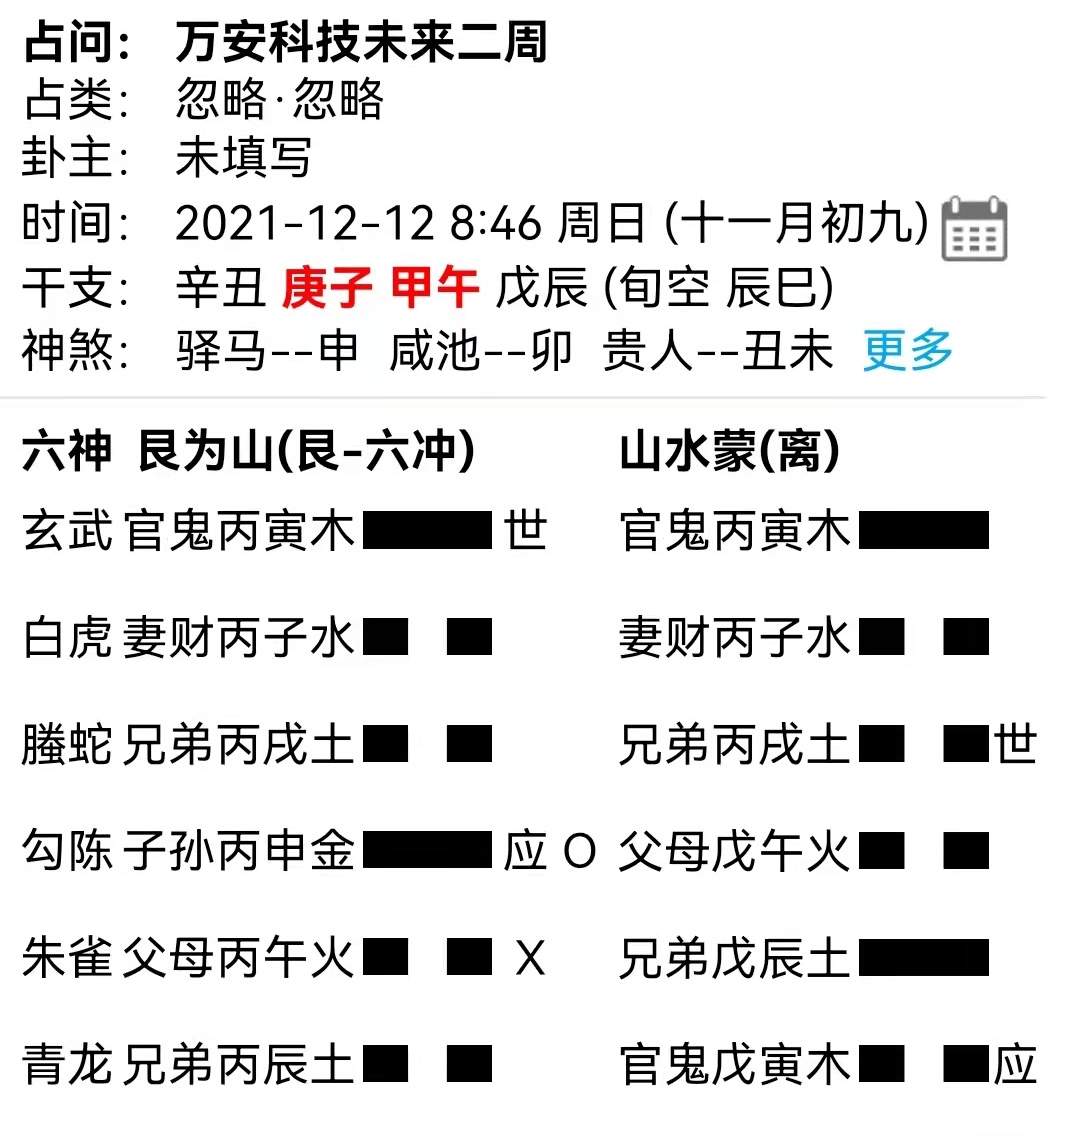 占问： 万安科技未来二周
占类： 忽略·忽略
卦主： 未填写
时间： 2021-12-12 8:46 周日 (十一月初九)
干支： 辛丑 庚子 甲午 戊辰 (旬空 辰巳)
神煞： 驿马--申 咸池--卯 贵人--丑未 更多
六神 艮为山(艮-六冲) 山水蒙(离)
玄武 官鬼丙寅木 世 官鬼丙寅木
白虎 妻财丙子水 妻财丙子水
螣蛇 兄弟丙戌土 兄弟丙戌土 世
勾陈 子孙丙申金 应 O 父母戊午火
朱雀 父母丙午火 X 兄弟戊辰土
青龙 兄弟丙辰土 官鬼戊寅木 应